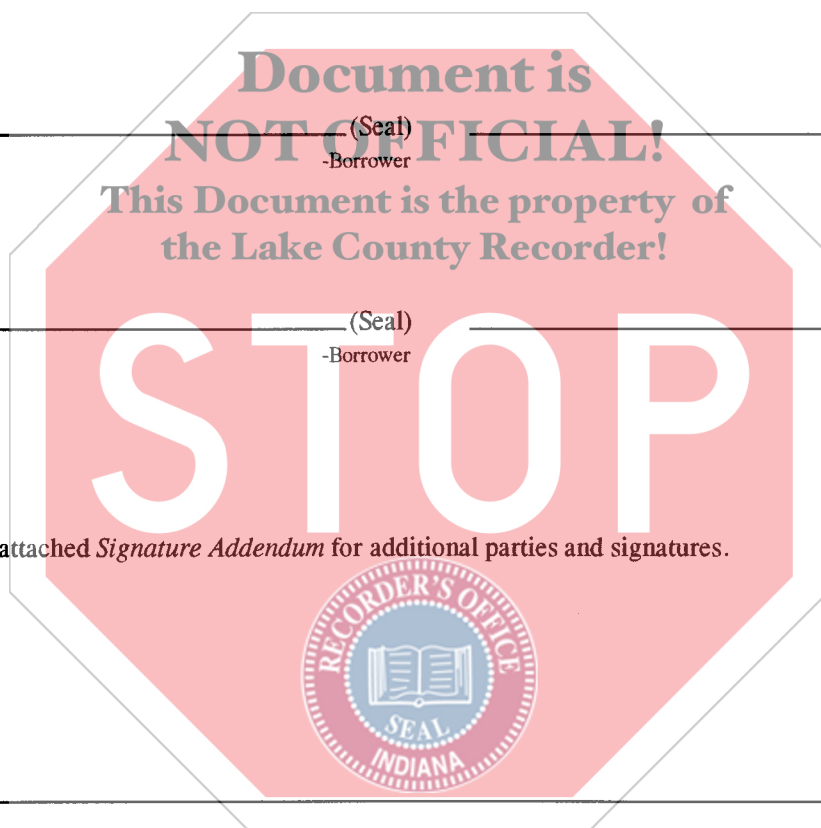 Document is
(Seal)
NOT OFFICIAL!
-Borrower
This Document is the property of
the Lake County Recorder!
(Seal)
-Borrower
STOP
attached Signature Addendum for additional parties and signatures.
RECORDER'S OFFICE
SEAL
INDIANA